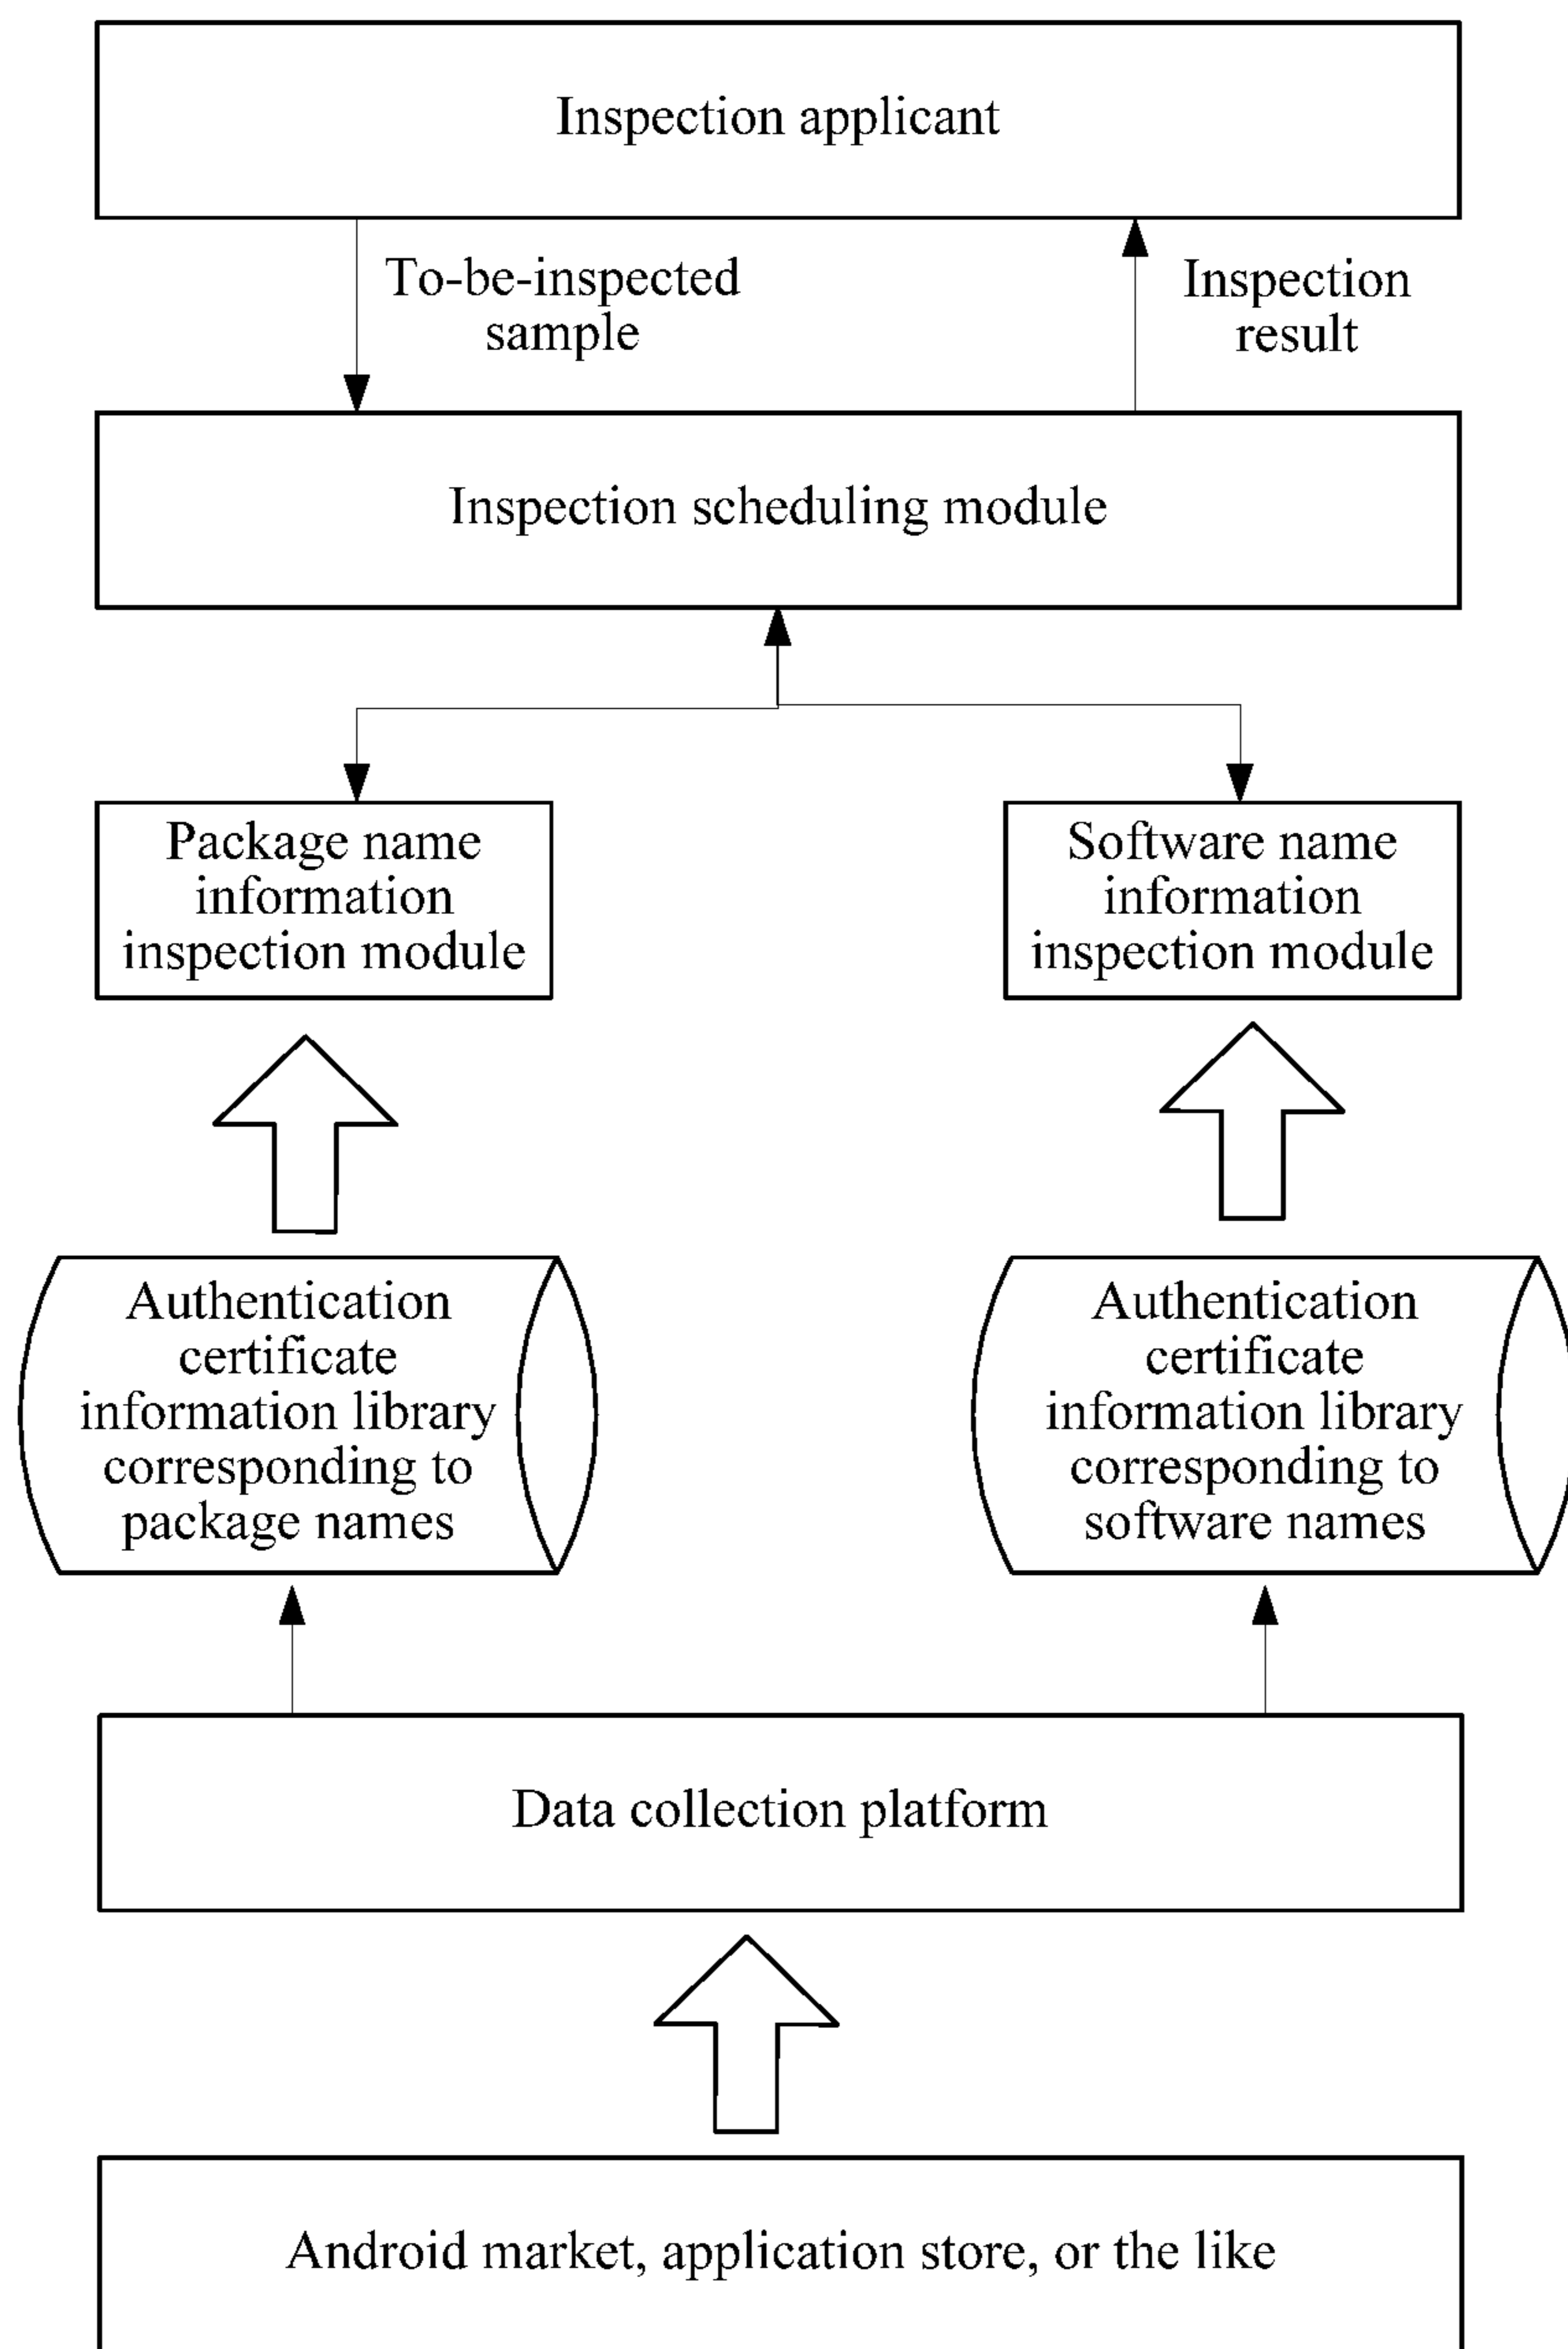 Inspection applicant
To-be-inspected
sample
Inspection
result
Inspection scheduling module
Package name
information
inspection module
Software name
information
inspection module
Authentication
certificate
information library
corresponding to
package names
Authentication
certificate
information library
corresponding to
software names
Data collection platform
Android market, application store, or the like